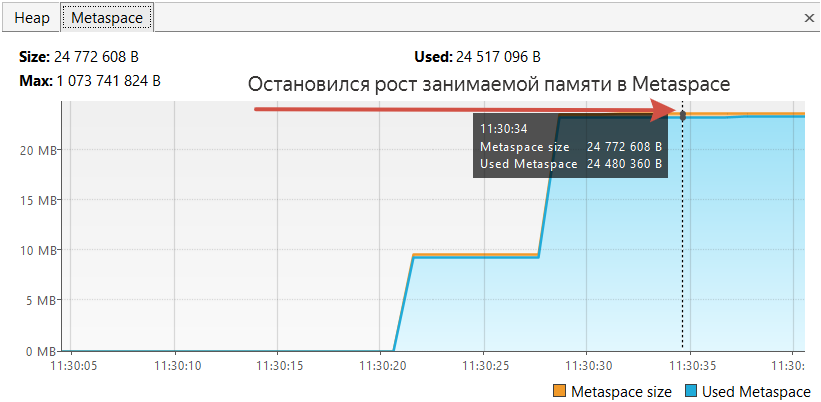 Heap Metaspace
Size: 24 772 608 B Used: 24 517 096 B
Max: 1 073 741 824 B
Остановился рост занимаемой памяти в Metaspace
11:30:34
Metaspace size 24 772 608 B
Used Metaspace 24 480 360 B
20 MB
15 MB
10 MB
5 MB
0 MB
11:30:05 11:30:10 11:30:15 11:30:20 11:30:25 11:30:30 11:30:35 11:30:
Metaspace size Used Metaspace